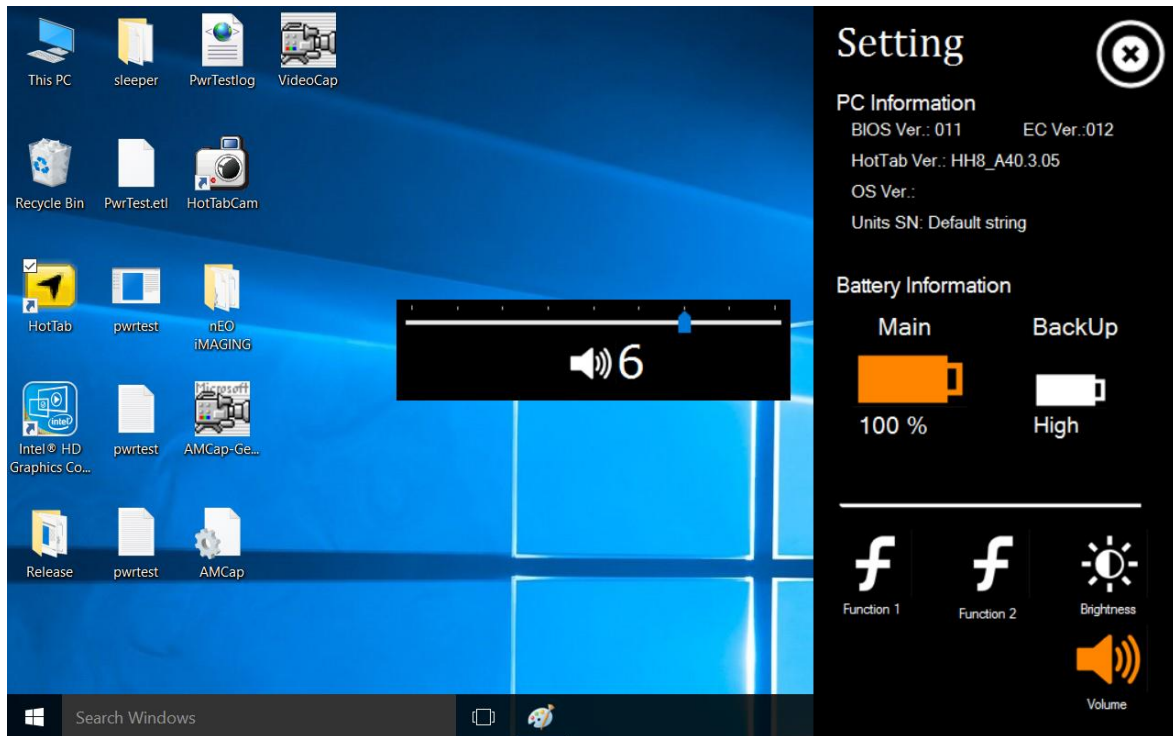 This PC
sleeper
PwrTestlog
VideoCap
Recycle Bin
PwrTest.etl
HotTabCam
HotTab
pwrtest
nEO
iMAGING
intel
Intel® HD
Graphics Co...
pwrtest
Microsoft
AMCap-Ge...
Release
pwrtest
AMCap
6
Search Windows
Setting
PC Information
BIOS Ver.: 011 EC Ver.:012
HotTab Ver.: HH8_A40.3.05
OS Ver.:
Units SN: Default string
Battery Information
Main BackUp
100 % High
Function 1
Function 2
Brightness
Volume